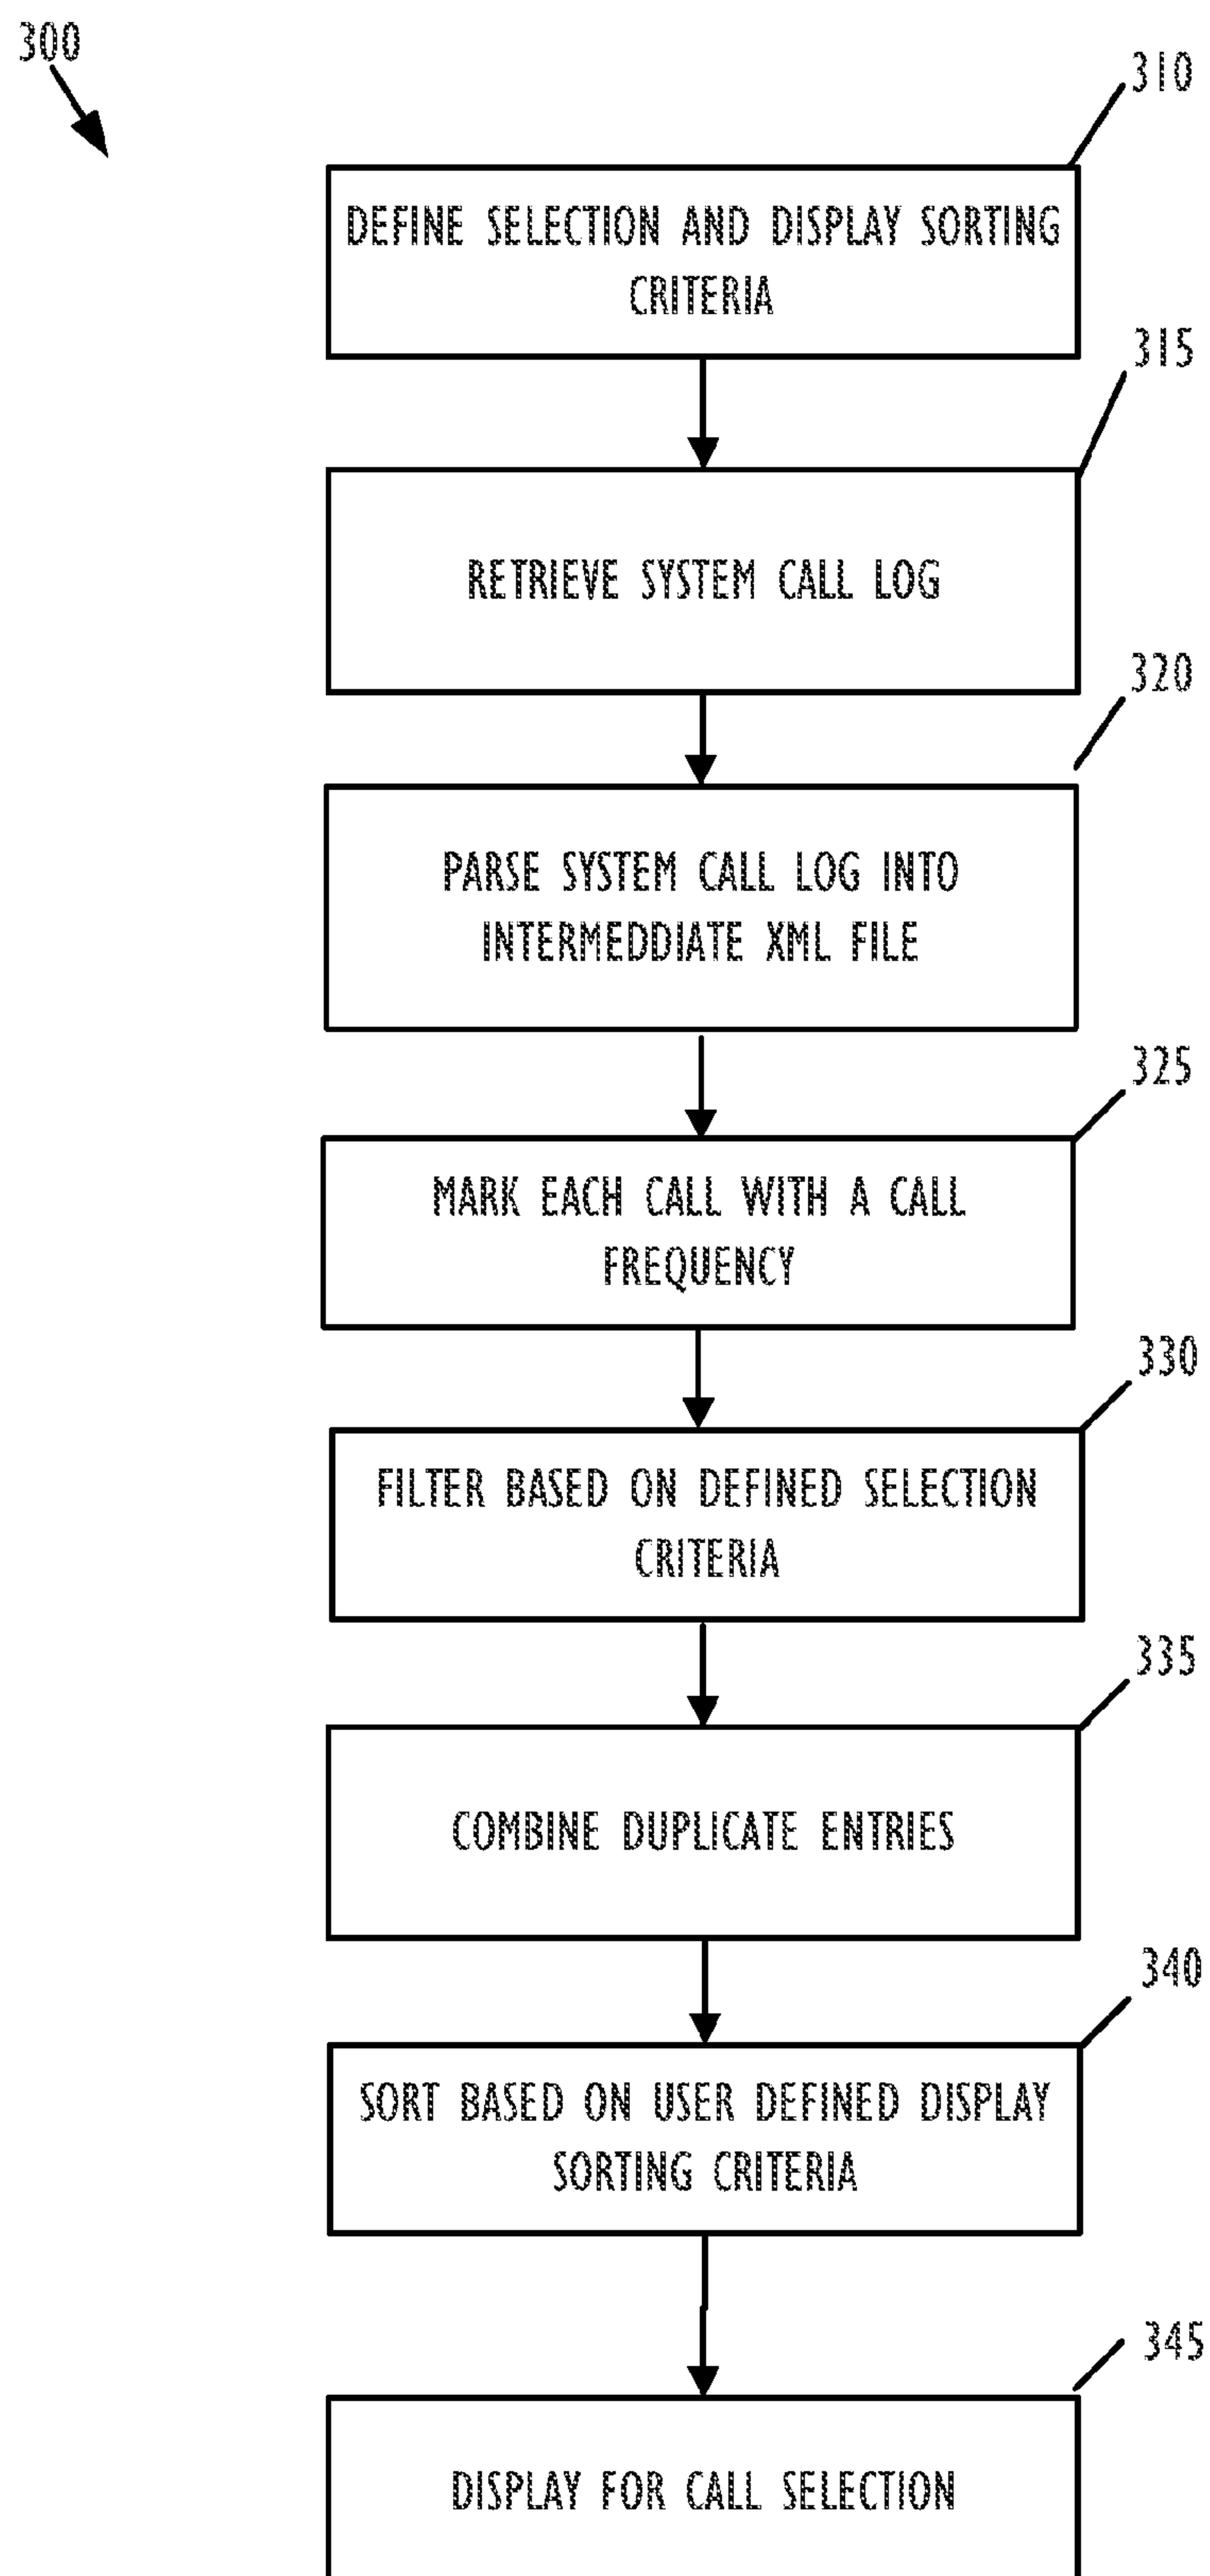 300
310
DEFINE SELECTION AND DISPLAY SORTING
CRITERIA
315
RETRIEVE SYSTEM CALL LOG
320
PARSE SYSTEM CALL LOG INTO
INTERMEDDIATE XML FILE
325
MARK EACH CALL WITH A CALL
FREQUENCY
330
FILTER BASED ON DEFINED SELECTION
CRITERIA
335
COMBINE DUPLICATE ENTRIES
340
SORT BASED ON USER DEFINED DISPLAY
SORTING CRITERIA
345
DISPLAY FOR CALL SELECTION